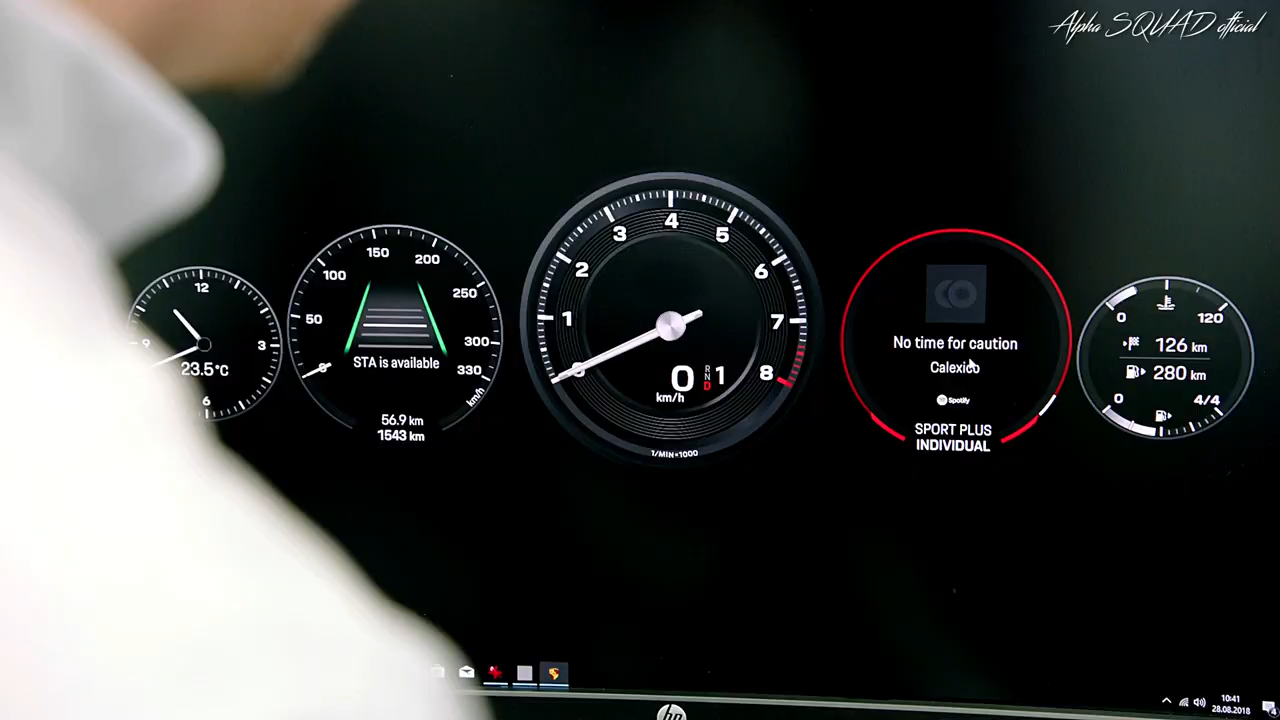 Alpha SQUAD official
12
9
3
6
23.5°C
50
100
150
200
250
300
330
km/h
STA is available
56.9 km
1543 km
0
1
2
3
4
5
6
7
8
0
km/h
R
N
D
1
1/MIN×1000
No time for caution
Calexico
Spotify
SPORT PLUS
INDIVIDUAL
0
120
126 km
280 km
0
4/4
10:41
28.08.2018
hp